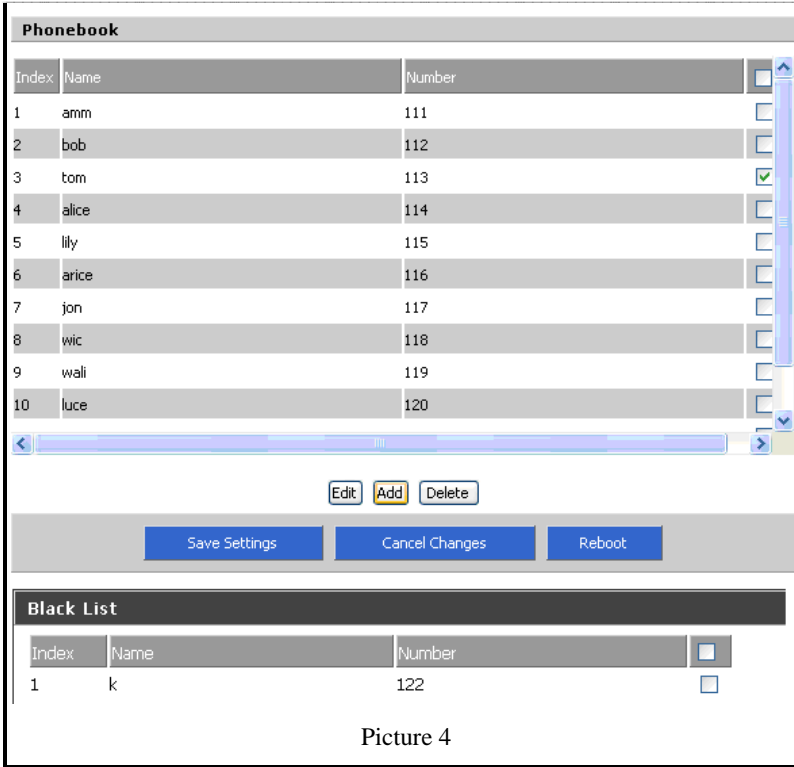 Phonebook
Index Name Number
1 amm 111
2 bob 112
3 tom 113
4 alice 114
5 lily 115
6 arice 116
7 jon 117
8 wic 118
9 wali 119
10 luce 120
Edit Add Delete
Save Settings Cancel Changes Reboot
Black List
Index Name Number
1 k 122
Picture 4